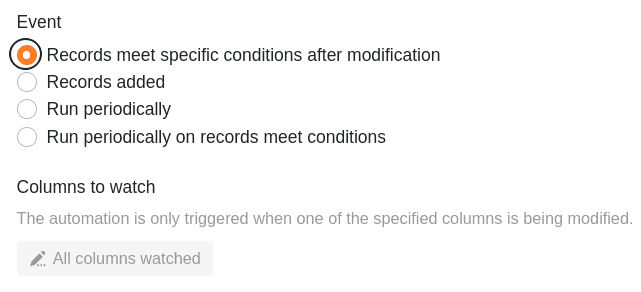 Event
Records meet specific conditions after modification
Records added
Run periodically
Run periodically on records meet conditions
Columns to watch
The automation is only triggered when one of the specified columns is being modified.
All columns watched